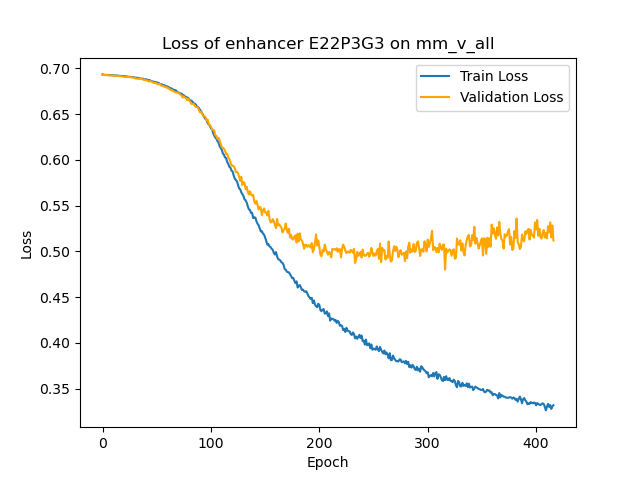 Loss of enhancer E22P3G3 on mm_v_all
Train Loss
Validation Loss
0.70
0.65
0.60
0.55
0.50
0.45
0.40
0.35
Loss
0
100
200
300
400
Epoch